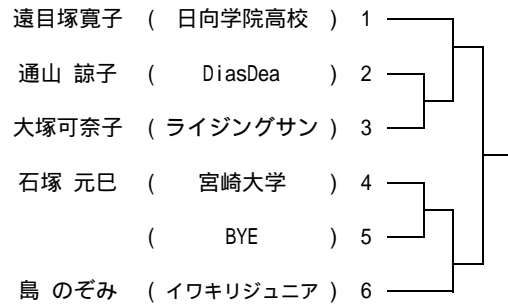 遠目塚寛子 ( 日向学院高校 ) 1
通山 諒子 ( DiasDea ) 2
大塚可奈子 ( ライジングサン ) 3
石塚 元巳 ( 宮崎大学 ) 4
( BYE ) 5
島 のぞみ ( イワキリジュニア ) 6